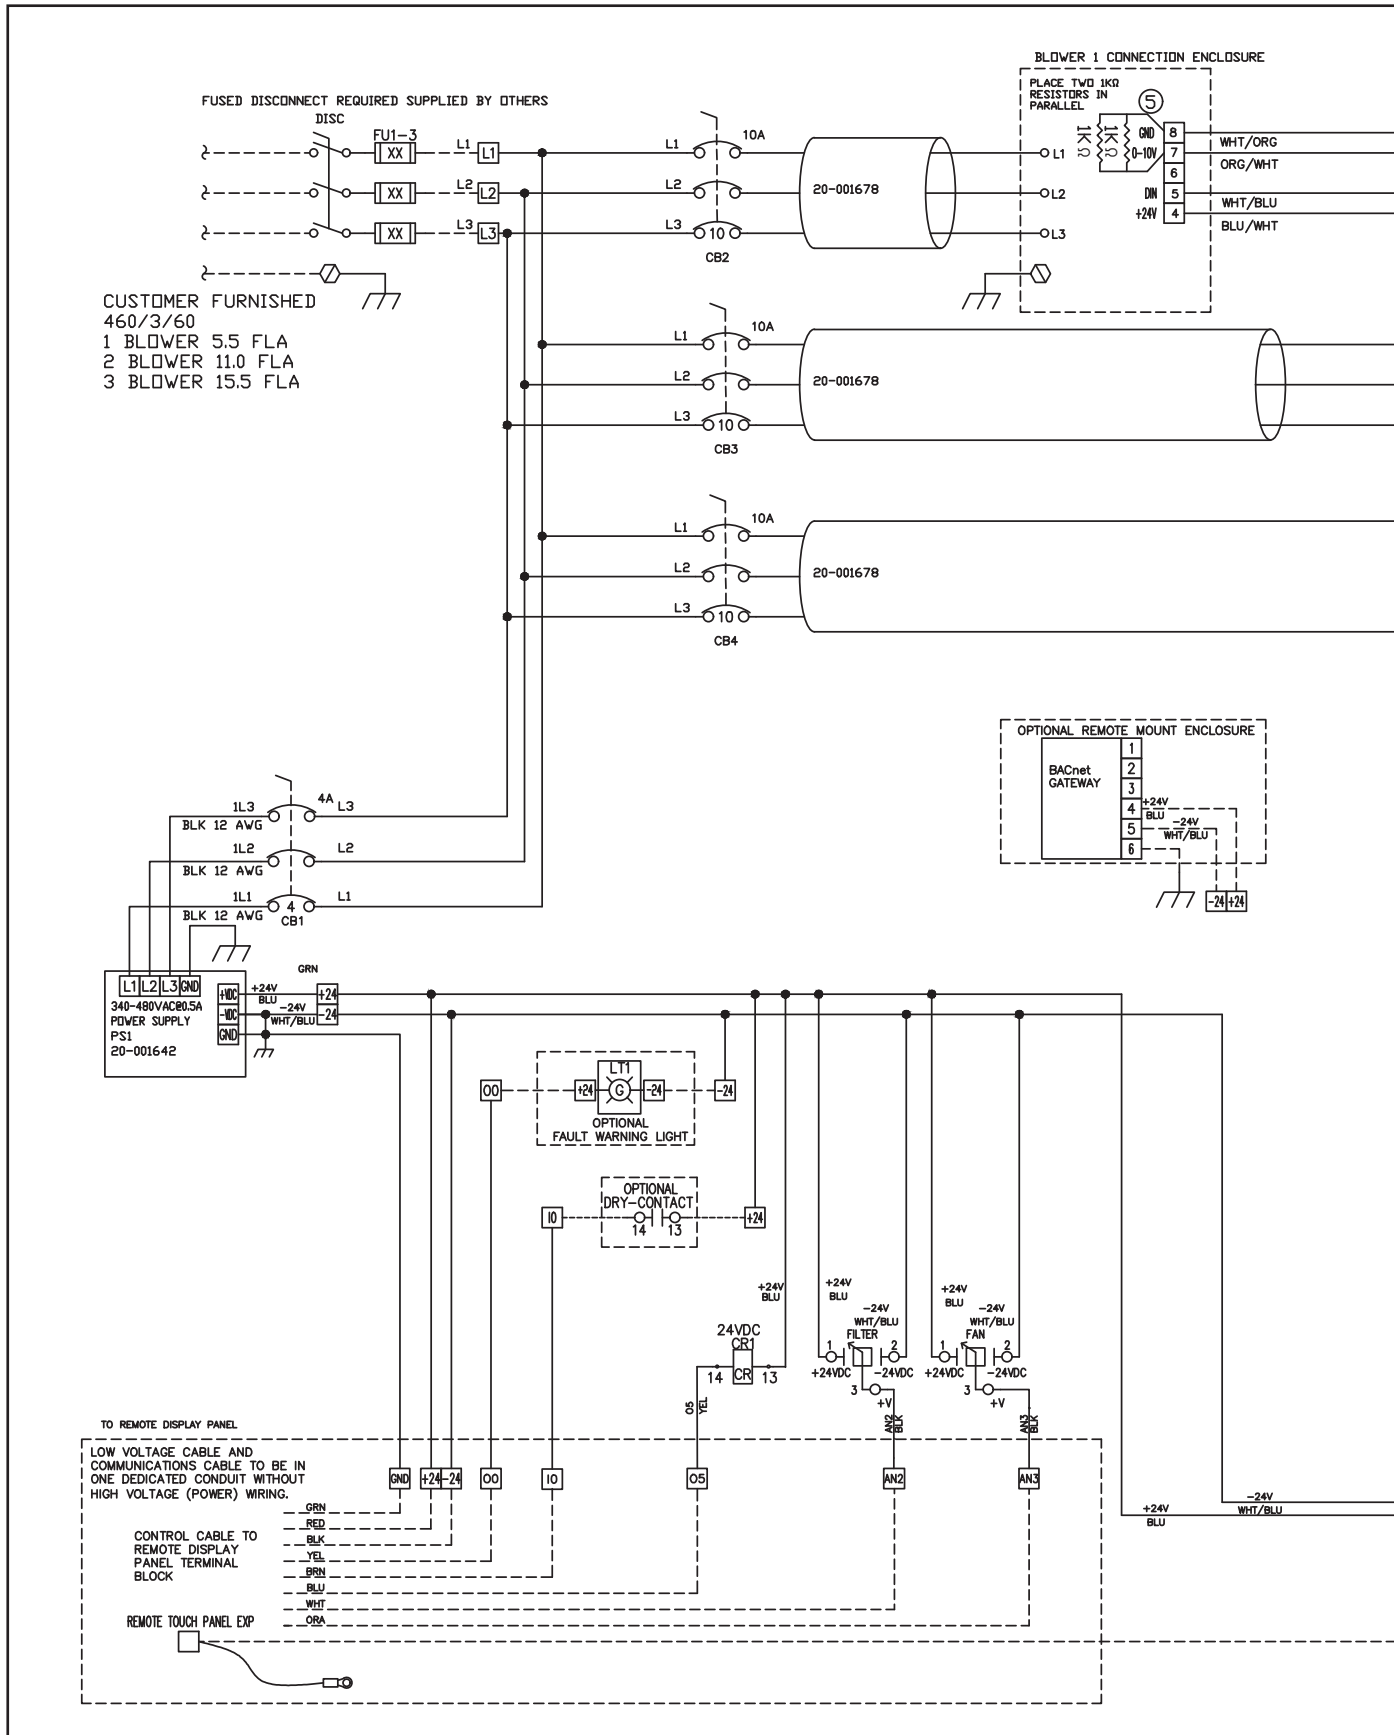 BLOWER 1 CONNECTION ENCLOSURE
PLACE TWO 1KΩ
RESISTORS IN
PARALLEL
5
1KΩ
1KΩ
GND 8
0-10V 7
6
DIN 5
+24V 4
WHT/ORG
ORG/WHT
WHT/BLU
BLU/WHT
FUSED DISCONNECT REQUIRED SUPPLIED BY OTHERS
DISC
FU1-3
XX L1 L1
XX L2 L2
XX L3 L3
L1 10A
L2
L3 10
CB2
20-001678
L1
L2
L3
CUSTOMER FURNISHED
460/3/60
1 BLOWER 5.5 FLA
2 BLOWER 11.0 FLA
3 BLOWER 15.5 FLA
L1 10A
L2
L3 10
CB3
20-001678
L1 10A
L2
L3 10
CB4
20-001678
OPTIONAL REMOTE MOUNT ENCLOSURE
BACnet
GATEWAY
1
2
3
4
5
6
+24V
BLU
-24V
WHT/BLU
-24 +24
1L3 4A L3
BLK 12 AWG
1L2 L2
BLK 12 AWG
1L1 4 L1
BLK 12 AWG
CB1
L1 L2 L3 GND
340-480VAC@0.5A
POWER SUPPLY
PS1
20-001642
+VDC
-VDC
GND
+24V
BLU
-24V
WHT/BLU
GRN
+24
-24
OO +24 LT1 G -24 -24
OPTIONAL
FAULT WARNING LIGHT
OPTIONAL
DRY-CONTACT
IO 14 13 +24
+24V
BLU
24VDC
CR1
14 CR 13
O5
YEL
+24V
BLU
-24V
WHT/BLU
FILTER
1 2
+24VDC -24VDC
3 +V
AN2
BLK
+24V
BLU
-24V
WHT/BLU
FAN
1 2
+24VDC -24VDC
3 +V
AN3
BLK
TO REMOTE DISPLAY PANEL
LOW VOLTAGE CABLE AND
COMMUNICATIONS CABLE TO BE IN
ONE DEDICATED CONDUIT WITHOUT
HIGH VOLTAGE (POWER) WIRING.
GND +24 -24 OO IO O5 AN2 AN3
GRN
RED
BLK
YEL
BRN
BLU
WHT
ORA
CONTROL CABLE TO
REMOTE DISPLAY
PANEL TERMINAL
BLOCK
REMOTE TOUCH PANEL EXP
+24V
BLU
-24V
WHT/BLU